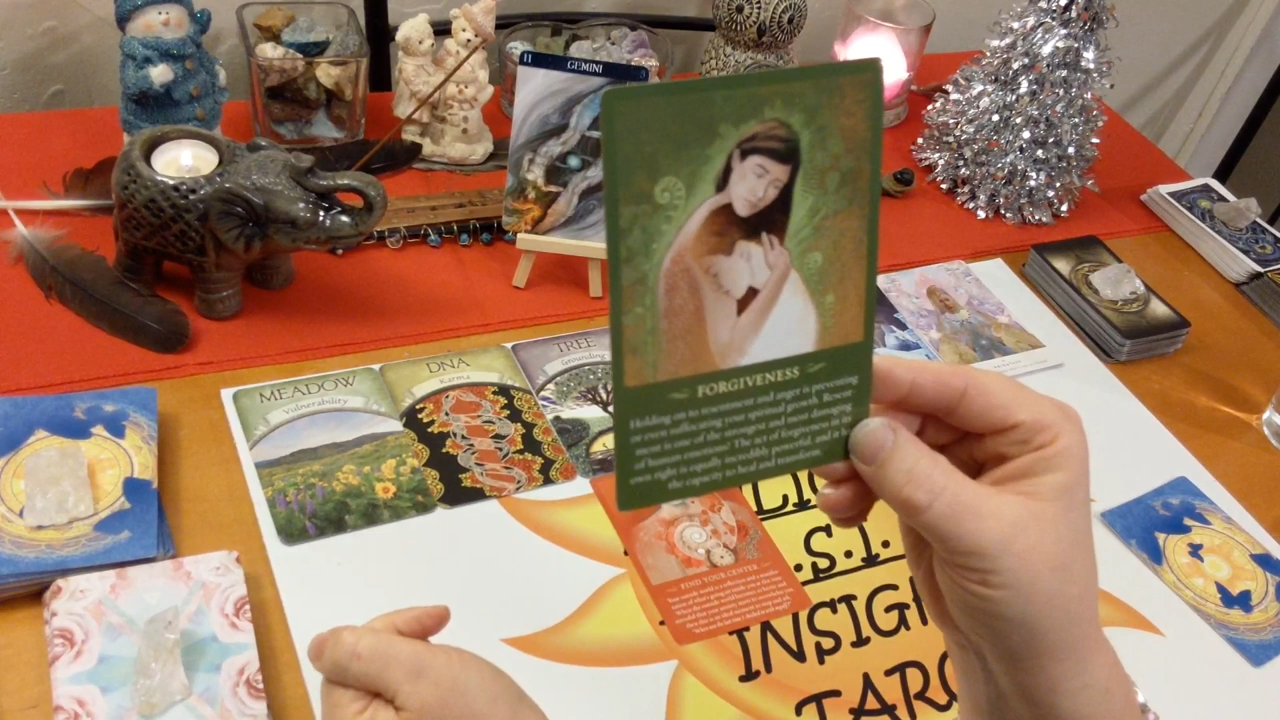 11 GEMINI
FORGIVENESS
Holding on to resentment and anger is preventing
or even suffocating your spiritual growth. Resent-
ment is one of the strongest and most damaging
of human emotions! The act of forgiveness in its
own right is equally incredibly powerful, and it has
the capacity to heal and transform.
MEADOW
Vulnerability
DNA
Karma
TREE
Grounding
FIND YOUR CENTER
.S.I.
INSIGH
TARO